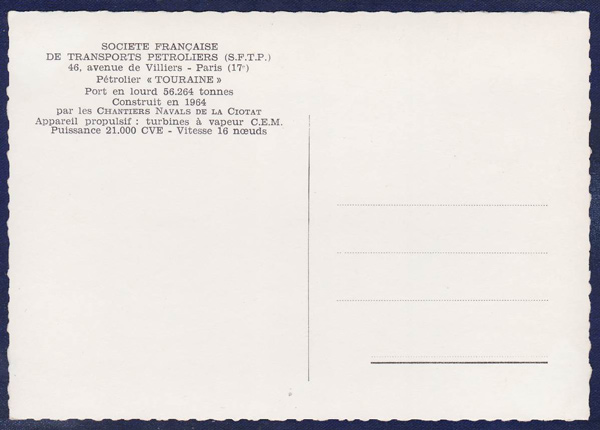 SOCIETE FRANÇAISE
DE TRANSPORTS PETROLIERS (S.F.T.P.)
46, avenue de Villiers - Paris (17e)
Pétrolier « TOURAINE »
Port en lourd 56.264 tonnes
Construit en 1964
par les CHANTIERS NAVALS DE LA CIOTAT
Appareil propulsif : turbines à vapeur C.E.M.
Puissance 21.000 CVE - Vitesse 16 nœuds